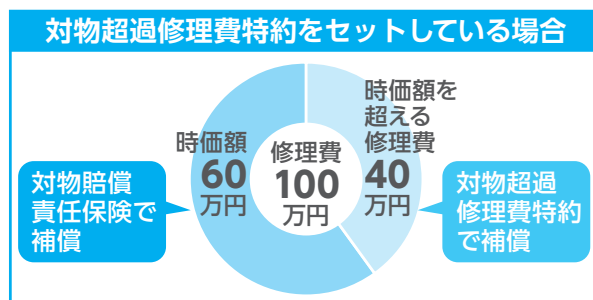 対物超過修理費特約をセットしている場合
時価額
60
万円
修理費
100
万円
時価額を
超える
修理費
40
万円
対物賠償
責任保険で
補償
対物超過
修理費特約
で補償